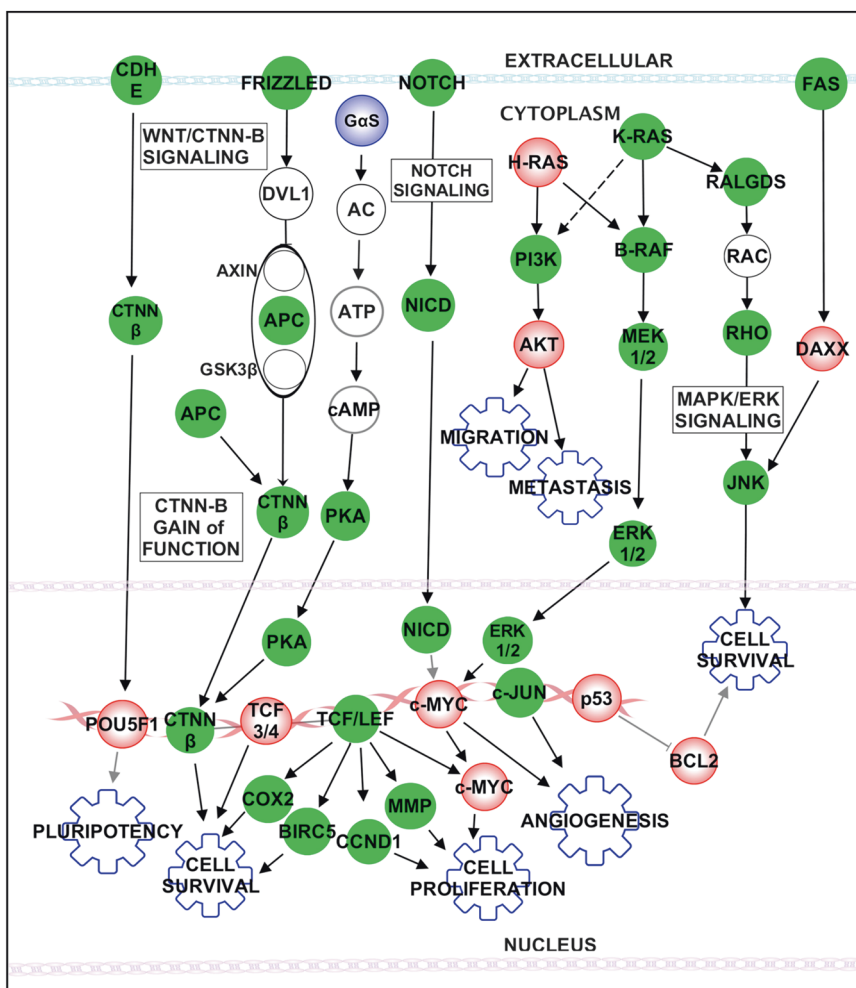 EXTRACELLULAR
CDH
E
FRIZZLED
NOTCH
FAS
CYTOPLASM
GαS
K-RAS
WNT/CTNN-B
SIGNALING
H-RAS
NOTCH
SIGNALING
RALGDS
DVL1
AC
B-RAF
RAC
PI3K
AXIN
CTNN
β
APC
ATP
NICD
AKT
MEK
1/2
RHO
DAXX
GSK3β
cAMP
APC
MIGRATION
MAPK/ERK
SIGNALING
METASTASIS
JNK
CTNN-B
GAIN of
FUNCTION
CTNN
β
PKA
ERK
1/2
PKA
NICD
ERK
1/2
CELL
SURVIVAL
POU5F1
CTNN
β
TCF
3/4
TCF/LEF
c-MYC
c-JUN
p53
BCL2
COX2
MMP
c-MYC
ANGIOGENESIS
PLURIPOTENCY
BIRC5
CCND1
CELL
SURVIVAL
CELL
PROLIFERATION
NUCLEUS